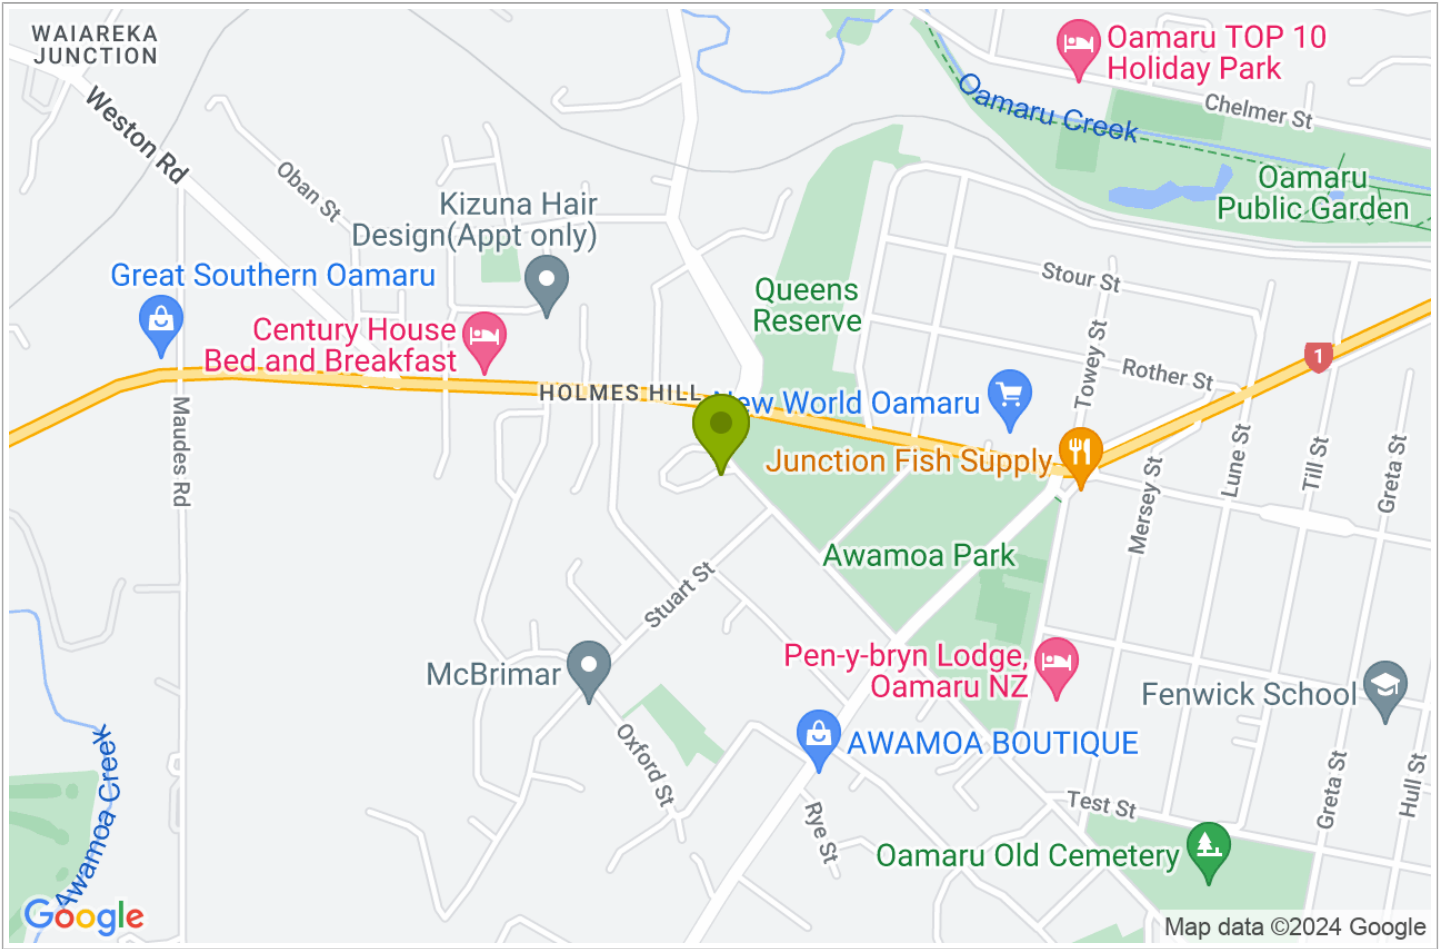 WAIAREKA
JUNCTION
Oamaru TOP 10
Holiday Park
Oamaru Creek
Chelmer St
Weston Rd
Oban St
Oamaru
Public Garden
Kizuna Hair
Design(Appt only)
Great Southern Oamaru
Stour St
Queens
Reserve
Century House
Bed and Breakfast
Towey St
1
Rother St
HOLMES HILL
New World Oamaru
Maudes Rd
Junction Fish Supply
Lune St
Till St
Greta St
Mersey St
Awamoa Park
Stuart St
McBrimar
Pen-y-bryn Lodge,
Oamaru NZ
Fenwick School
AWAMOA BOUTIQUE
Oxford St
Awamoa Creek
Rye St
Test St
Greta St
Hull St
Oamaru Old Cemetery
Google
Map data ©2024 Google